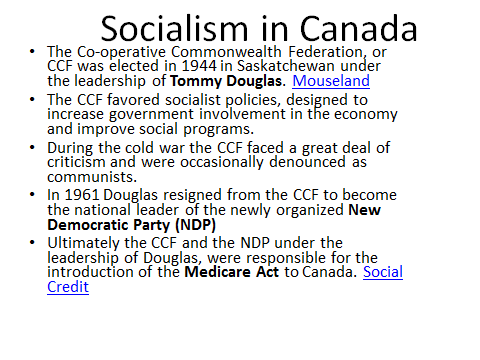 Socialism in Canada
• The Co-operative Commonwealth Federation, or
CCF was elected in 1944 in Saskatchewan under
the leadership of Tommy Douglas. Mouseland
• The CCF favored socialist policies, designed to
increase government involvement in the economy
and improve social programs.
• During the cold war the CCF faced a great deal of
criticism and were occasionally denounced as
communists.
• In 1961 Douglas resigned from the CCF to become
the national leader of the newly organized New
Democratic Party (NDP)
• Ultimately the CCF and the NDP under the
leadership of Douglas, were responsible for the
introduction of the Medicare Act to Canada. Social
Credit